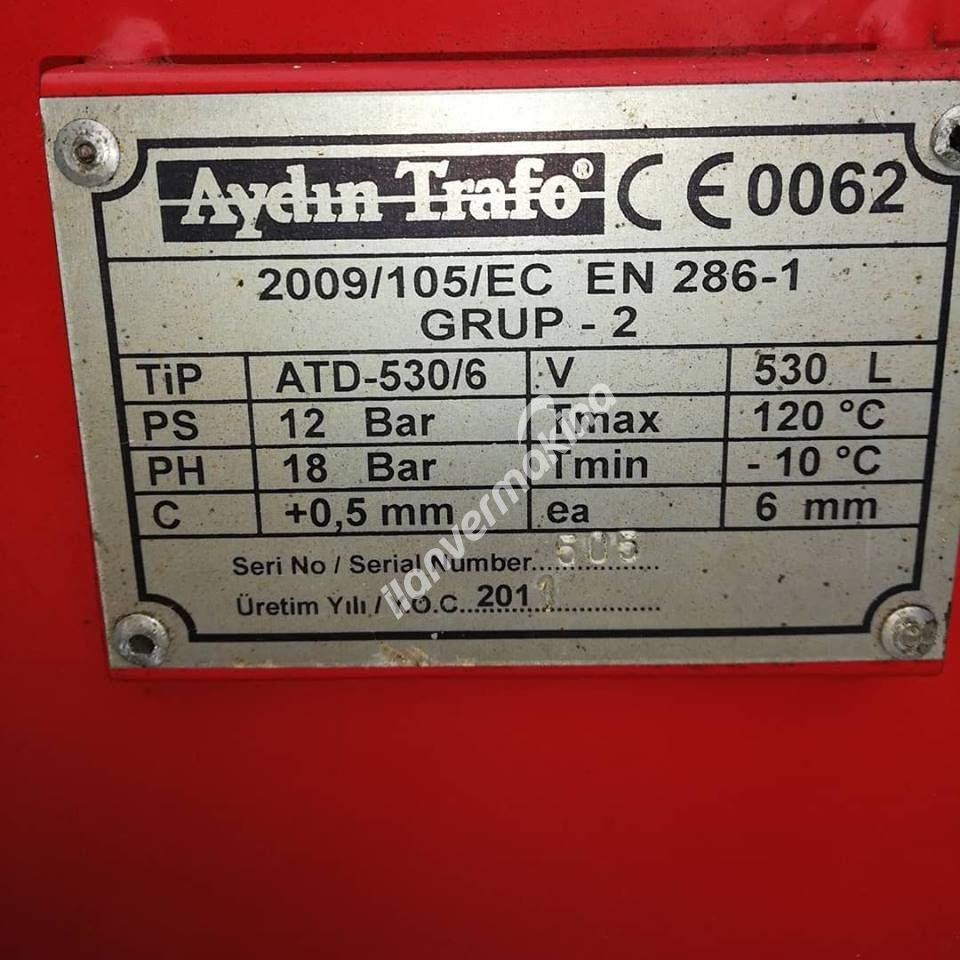 Aydın Trafo® CE 0062
2009/105/EC EN 286-1
GRUP - 2
TiP ATD-530/6 V 530 L
PS 12 Bar Tmax 120 °C
PH 18 Bar Tmin - 10 °C
C +0,5 mm ea 6 mm
Seri No / Serial Number 505
Üretim Yılı / Y.O.C. 2011
ilanvermakina